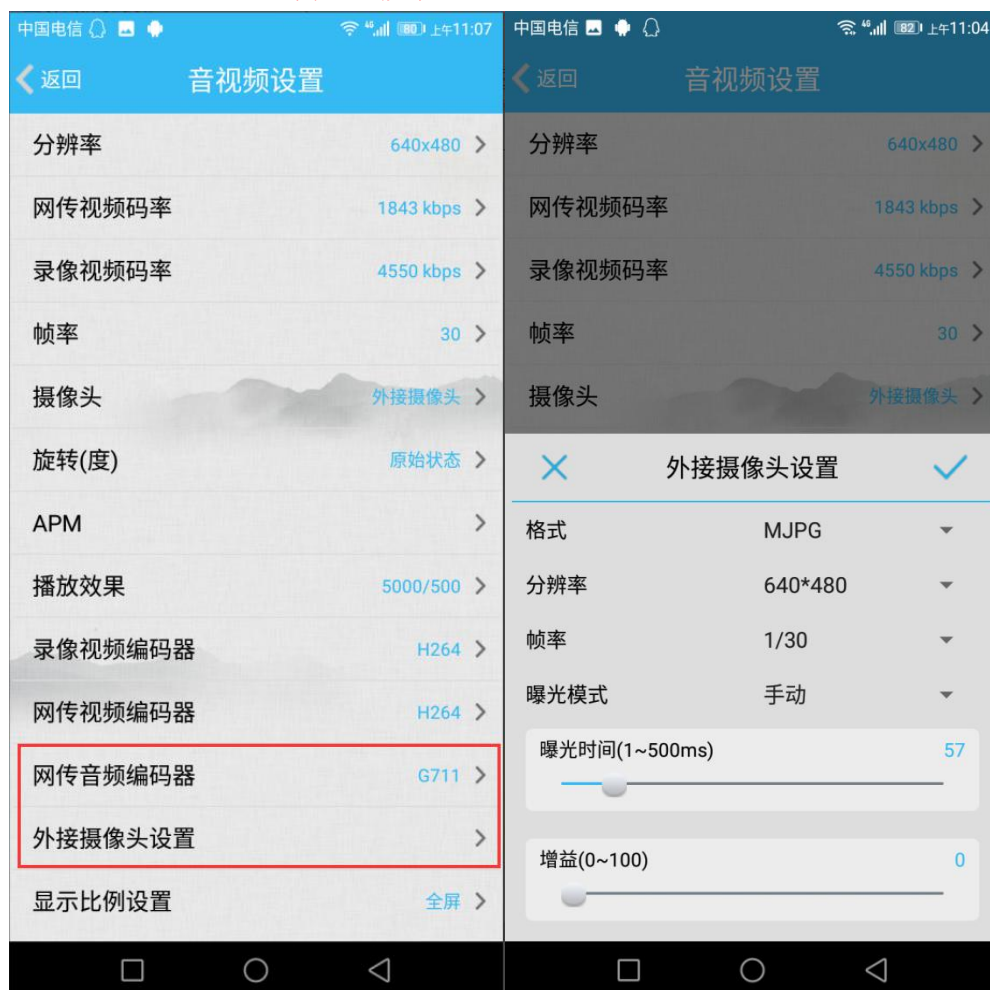 中国电信 46 80 上午11:07
返回 音视频设置
分辨率 640x480
网传视频码率 1843 kbps
录像视频码率 4550 kbps
帧率 30
摄像头 外接摄像头
旋转(度) 原始状态
APM
播放效果 5000/500
录像视频编码器 H264
网传视频编码器 H264
网传音频编码器 G711
外接摄像头设置
显示比例设置 全屏
中国电信 46 82 上午11:04
返回 音视频设置
分辨率 640x480
网传视频码率 1843 kbps
录像视频码率 4550 kbps
帧率 30
摄像头 外接摄像头
外接摄像头设置
格式 MJPG
分辨率 640*480
帧率 1/30
曝光模式 手动
曝光时间(1~500ms) 57
增益(0~100) 0